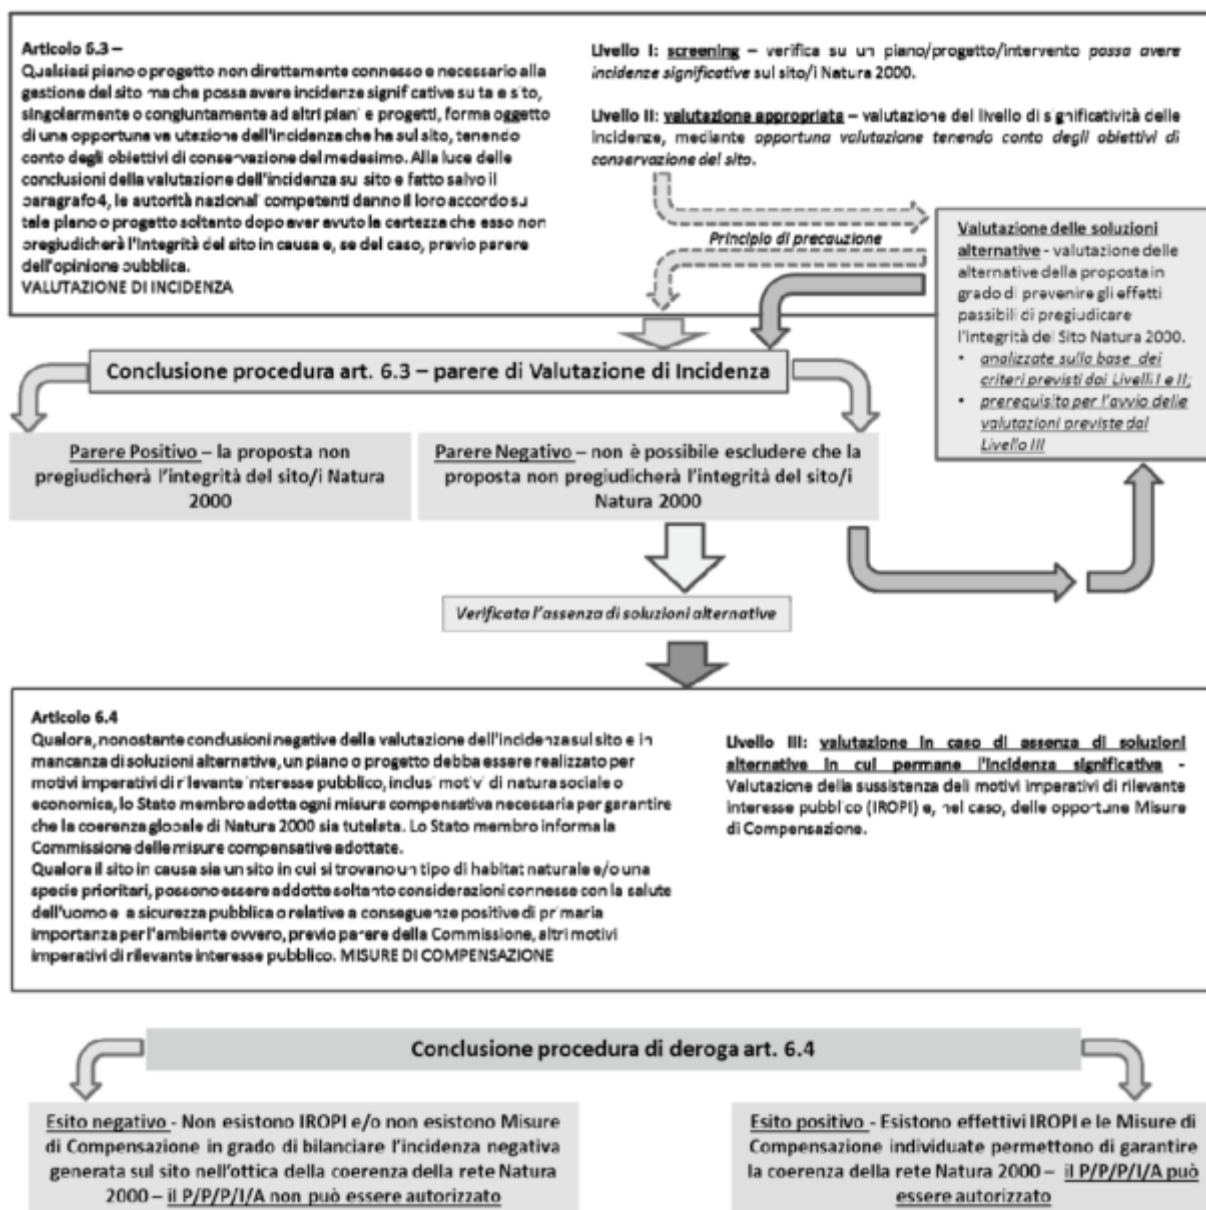 Articolo 6.3 –
Qualsiasi piano o progetto non direttamente connesso e necessario alla
gestione del sito ma che possa avere incidenze significative su tale sito,
singolarmente o congiuntamente ad altri piani e progetti, forma oggetto
di una opportuna valutazione dell'incidenza che ha sul sito, tenendo
conto degli obiettivi di conservazione del medesimo. Alla luce delle
conclusioni della valutazione dell'incidenza sul sito e fatto salvo il
paragrafo 4, le autorità nazionali competenti danno il loro accordo su
tale piano o progetto soltanto dopo aver avuto la certezza che esso non
pregiudicherà l'integrità del sito in causa e, se del caso, previo parere
dell'opinione pubblica.
VALUTAZIONE DI INCIDENZA
Livello I: screening – verifica su un piano/progetto/intervento possa avere
incidenze significative sul sito/i Natura 2000.
Livello II: valutazione appropriata – valutazione del livello di significatività delle
incidenze, mediante opportuna valutazione tenendo conto degli obiettivi di
conservazione del sito.
Principio di precauzione
Valutazione delle soluzioni
alternative - valutazione delle
alternative della proposta in
grado di prevenire gli effetti
passibili di pregiudicare
l'integrità del Sito Natura 2000.
• analizzate sulla base dei
criteri previsti dai Livelli I e II;
• prerequisito per l'avvio delle
valutazioni previste dal
Livello III
Conclusione procedura art. 6.3 – parere di Valutazione di Incidenza
Parere Positivo – la proposta non
pregiudicherà l'integrità del sito/i Natura
2000
Parere Negativo – non è possibile escludere che la
proposta non pregiudicherà l'integrità del sito/i
Natura 2000
Verificata l'assenza di soluzioni alternative
Articolo 6.4
Qualora, nonostante conclusioni negative della valutazione dell'incidenza sul sito e in
mancanza di soluzioni alternative, un piano o progetto debba essere realizzato per
motivi imperativi di rilevante interesse pubblico, inclusi motivi di natura sociale o
economica, lo Stato membro adotta ogni misura compensativa necessaria per garantire
che la coerenza globale di Natura 2000 sia tutelata. Lo Stato membro informa la
Commissione delle misure compensative adottate.
Qualora il sito in causa sia un sito in cui si trovano un tipo di habitat naturale e/o una
specie prioritari, possono essere addotte soltanto considerazioni connesse con la salute
dell'uomo e la sicurezza pubblica o relative a conseguenze positive di primaria
importanza per l'ambiente ovvero, previo parere della Commissione, altri motivi
imperativi di rilevante interesse pubblico. MISURE DI COMPENSAZIONE
Livello III: valutazione in caso di assenza di soluzioni
alternative in cui permane l'incidenza significativa -
Valutazione della sussistenza deli motivi imperativi di rilevante
interesse pubblico (IROPI) e, nel caso, delle opportune Misure
di Compensazione.
Conclusione procedura di deroga art. 6.4
Esito negativo - Non esistono IROPI e/o non esistono Misure
di Compensazione in grado di bilanciare l'incidenza negativa
generata sul sito nell'ottica della coerenza della rete Natura
2000 – il P/P/P/I/A non può essere autorizzato
Esito positivo - Esistono effettivi IROPI e le Misure di
Compensazione individuate permettono di garantire
la coerenza della rete Natura 2000 – il P/P/P/I/A può
essere autorizzato